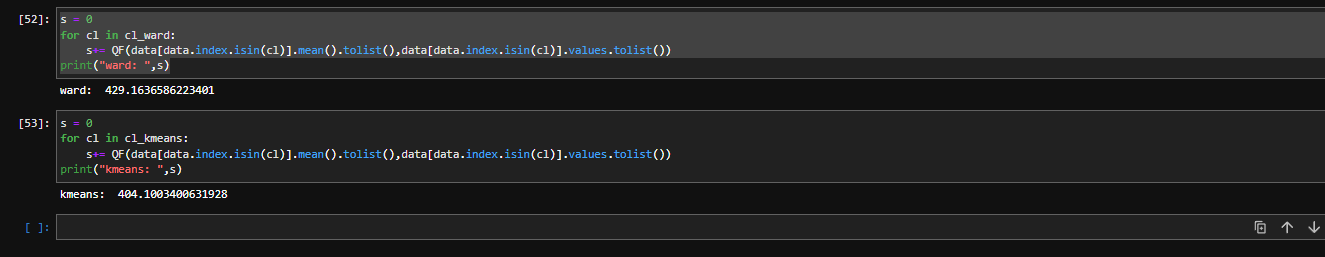 [52]: s = 0
for cl in cl_ward:
    s+= QF(data[data.index.isin(cl)].mean().tolist(),data[data.index.isin(cl)].values.tolist())
print("ward: ",s)
ward:  429.1636586223401
[53]: s = 0
for cl in cl_kmeans:
    s+= QF(data[data.index.isin(cl)].mean().tolist(),data[data.index.isin(cl)].values.tolist())
print("kmeans: ",s)
kmeans:  404.1003400631928
[ ]: